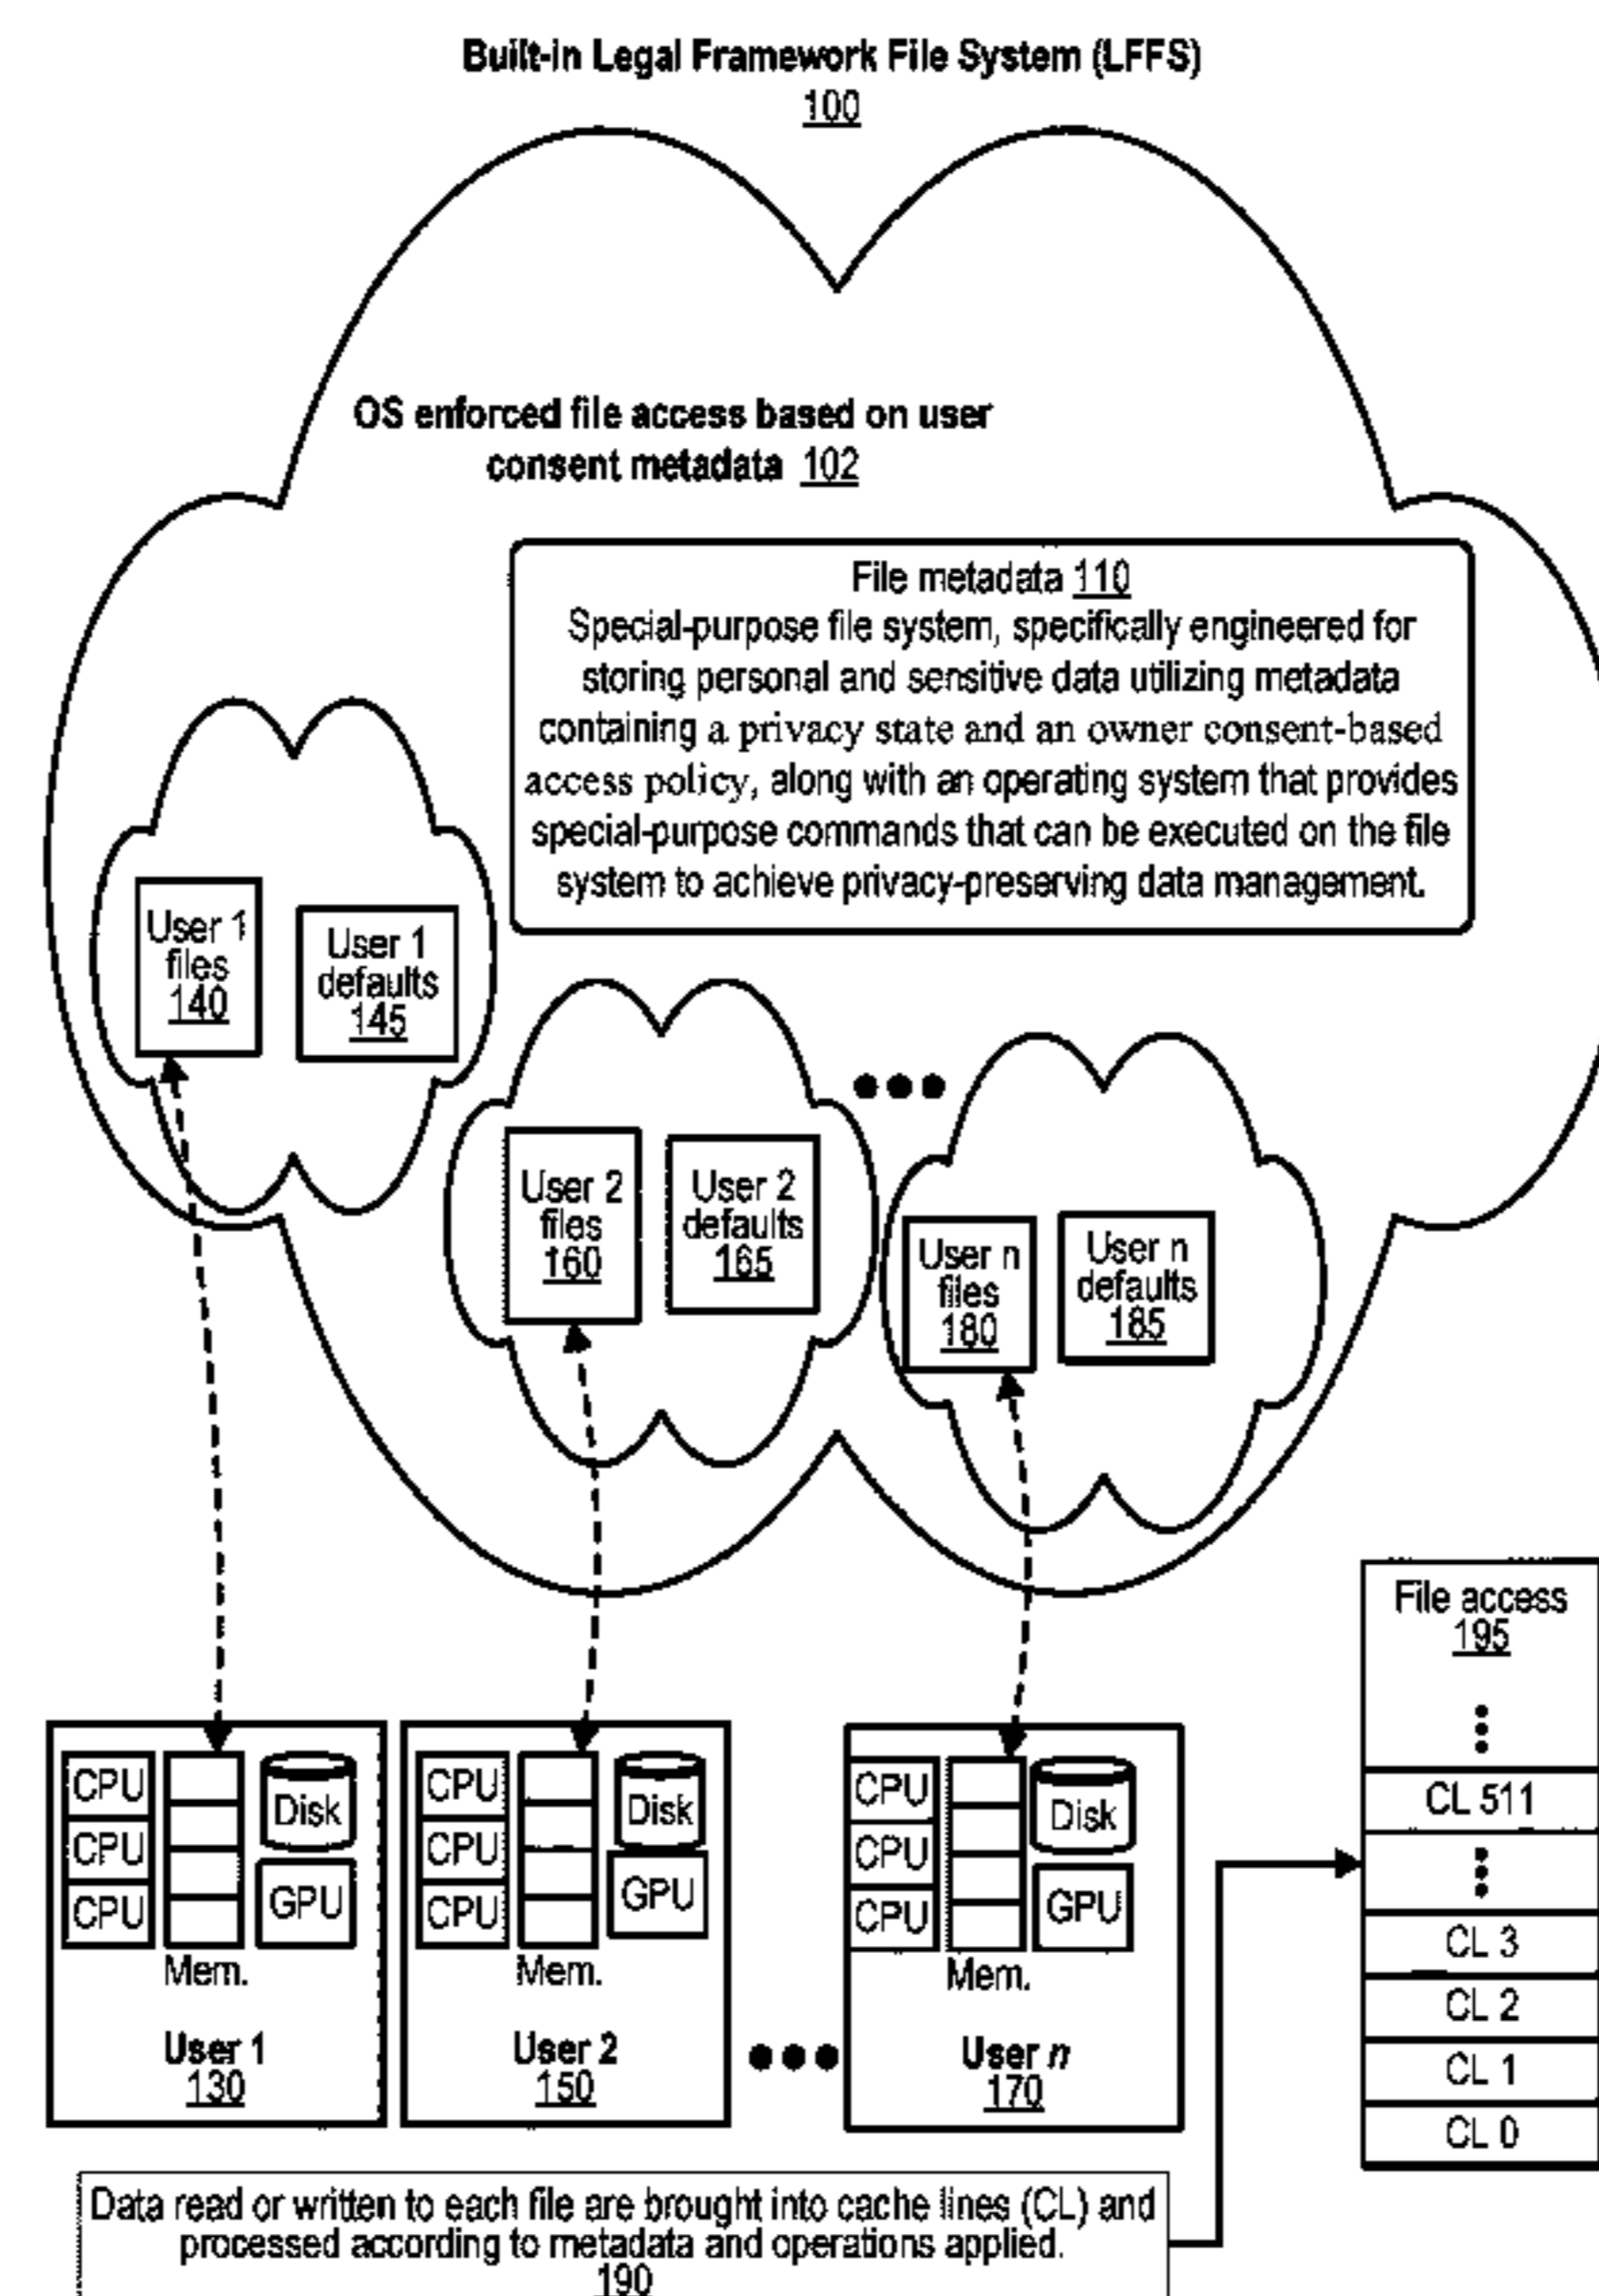 Built-in Legal Framework File System (LFFS)
100
OS enforced file access based on user
consent metadata 102
File metadata 110
Special-purpose file system, specifically engineered for
storing personal and sensitive data utilizing metadata
containing a privacy state and an owner consent-based
access policy, along with an operating system that provides
special-purpose commands that can be executed on the file
system to achieve privacy-preserving data management.
User 1
files
140
User 1
defaults
145
User 2
files
160
User 2
defaults
165
User n
files
180
User n
defaults
185
CPU
CPU
CPU
Mem.
Disk
GPU
User 1
130
CPU
CPU
CPU
Mem.
Disk
GPU
User 2
150
CPU
CPU
CPU
Mem.
Disk
GPU
User n
170
File access
195
CL 511
CL 3
CL 2
CL 1
CL 0
Data read or written to each file are brought into cache lines (CL) and
processed according to metadata and operations applied.
190